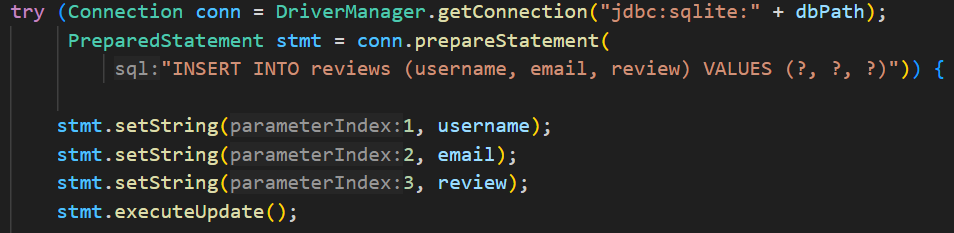 try (Connection conn = DriverManager.getConnection("jdbc:sqlite:" + dbPath);
PreparedStatement stmt = conn.prepareStatement(
sql:"INSERT INTO reviews (username, email, review) VALUES (?, ?, ?)")) {
stmt.setString(parameterIndex:1, username);
stmt.setString(parameterIndex:2, email);
stmt.setString(parameterIndex:3, review);
stmt.executeUpdate();